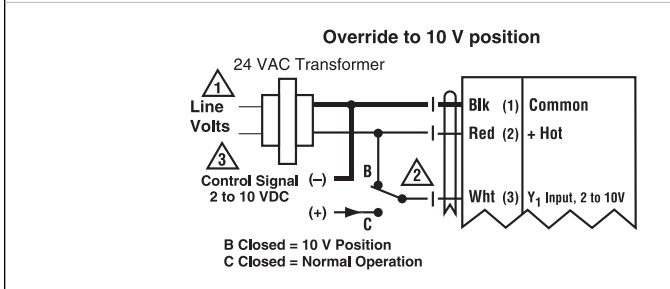 Override to 10 V position
24 VAC Transformer
1
Line
Volts
Blk (1) Common
Red (2) + Hot
3
Control Signal (–)
2 to 10 VDC
B
2
Wht (3) Y1 Input, 2 to 10V
(+)
C
B Closed = 10 V Position
C Closed = Normal Operation